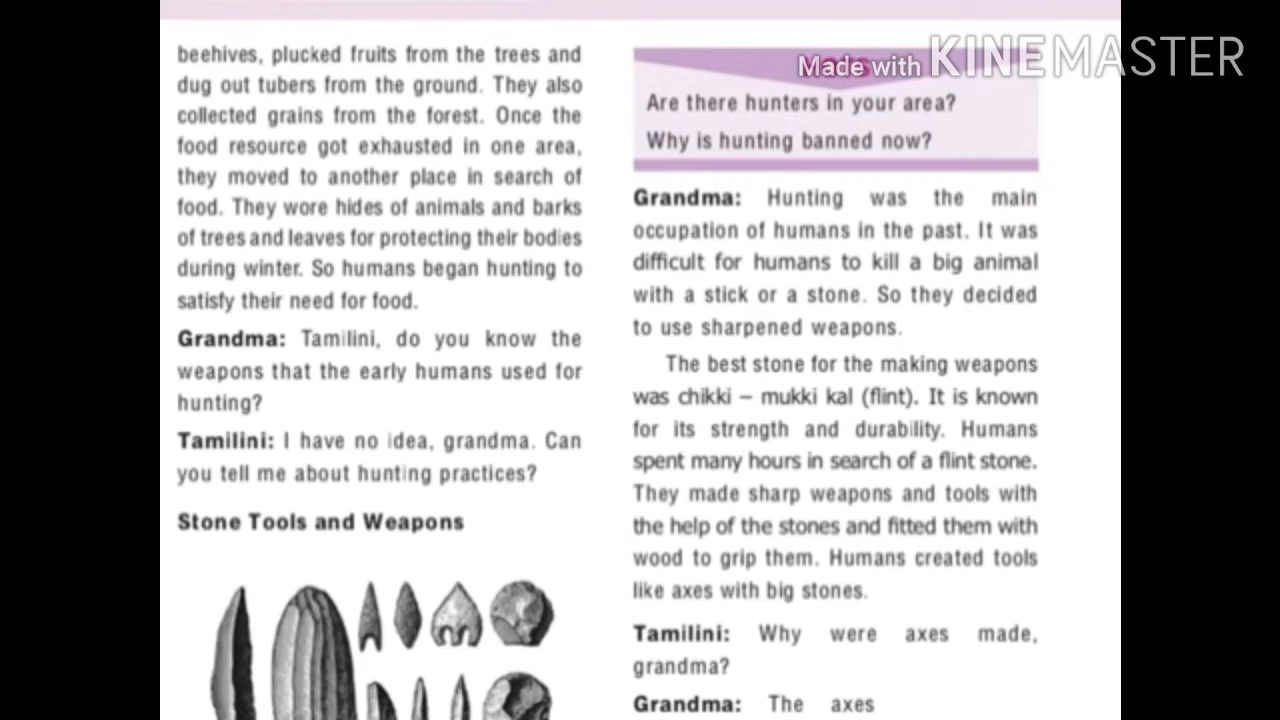 beehives, plucked fruits from the trees and
dug out tubers from the ground. They also
collected grains from the forest. Once the
food resource got exhausted in one area,
they moved to another place in search of
food. They wore hides of animals and barks
of trees and leaves for protecting their bodies
during winter. So humans began hunting to
satisfy their need for food.
Grandma: Tamilini, do you know the
weapons that the early humans used for
hunting?
Tamilini: I have no idea, grandma. Can
you tell me about hunting practices?
Stone Tools and Weapons
Made with KINEMASTER
Are there hunters in your area?
Why is hunting banned now?
Grandma: Hunting was the main
occupation of humans in the past. It was
difficult for humans to kill a big animal
with a stick or a stone. So they decided
to use sharpened weapons.
The best stone for the making weapons
was chikki – mukki kal (flint). It is known
for its strength and durability. Humans
spent many hours in search of a flint stone.
They made sharp weapons and tools with
the help of the stones and fitted them with
wood to grip them. Humans created tools
like axes with big stones.
Tamilini: Why were axes made,
grandma?
Grandma: The axes